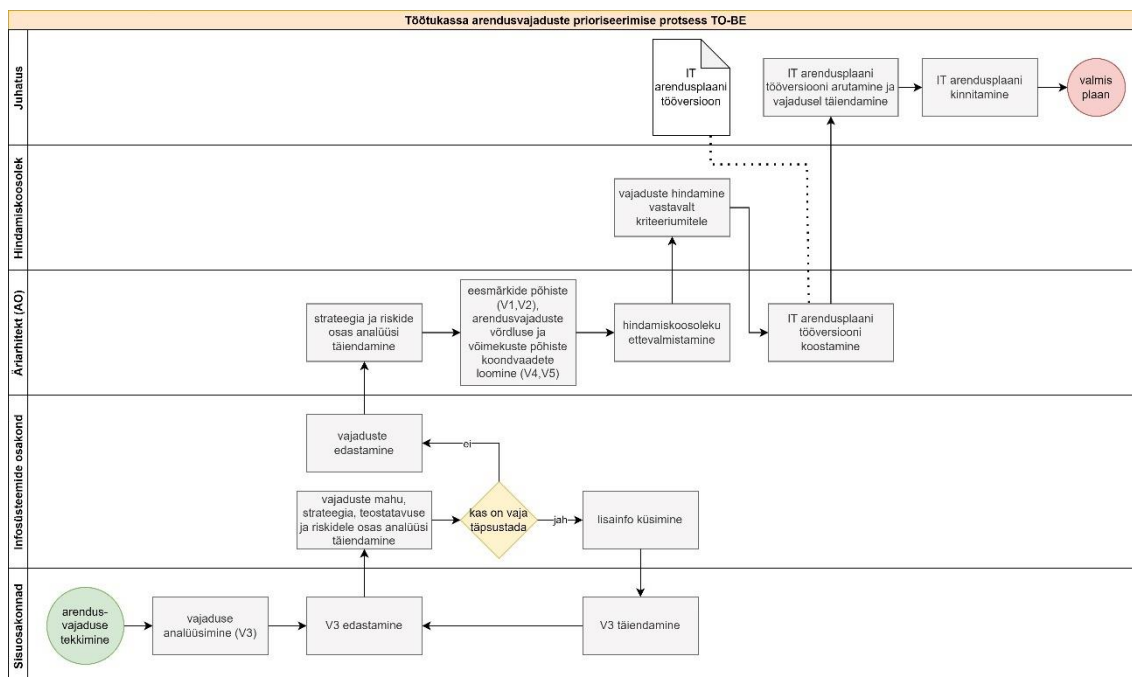 Töötukassa arendusvajaduste prioriseerimise protsess TO-BE
Juhatus
IT
arendusplaani
tööversioon
IT arendusplaani
tööversiooni arutamine ja
vajadusel täiendamine
IT arendusplaani
kinnitamine
valmis
plaan
Hindamiskoosolek
vajaduste hindamine
vastavalt
kriteeriumitele
Äriarhitekt (AO)
strateegia ja riskide
osas analüüsi
täiendamine
eesmärkide põhiste
(V1,V2),
arendusvajaduste
võrdluse ja
võimekuste põhiste
koondvaadete
loomine (V4,V5)
hindamiskoosoleku
ettevalmistamine
IT arendusplaani
tööversiooni
koostamine
Infosüsteemide osakond
vajaduste
edastamine
ei
vajaduste mahu,
strateegia, teostatavuse
ja riskidele osas analüüsi
täiendamine
kas on vaja
täpsustada
jah
lisainfo küsimine
Sisuosakonnad
arendus-
vajaduse
tekkimine
vajaduse
analüüsimine (V3)
V3 edastamine
V3 täiendamine